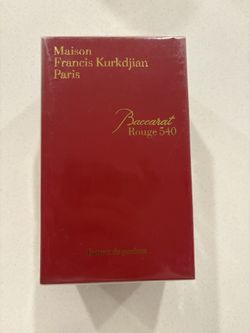 Maison
Francis Kurkdjian
Paris
Baccarat
Rouge 540